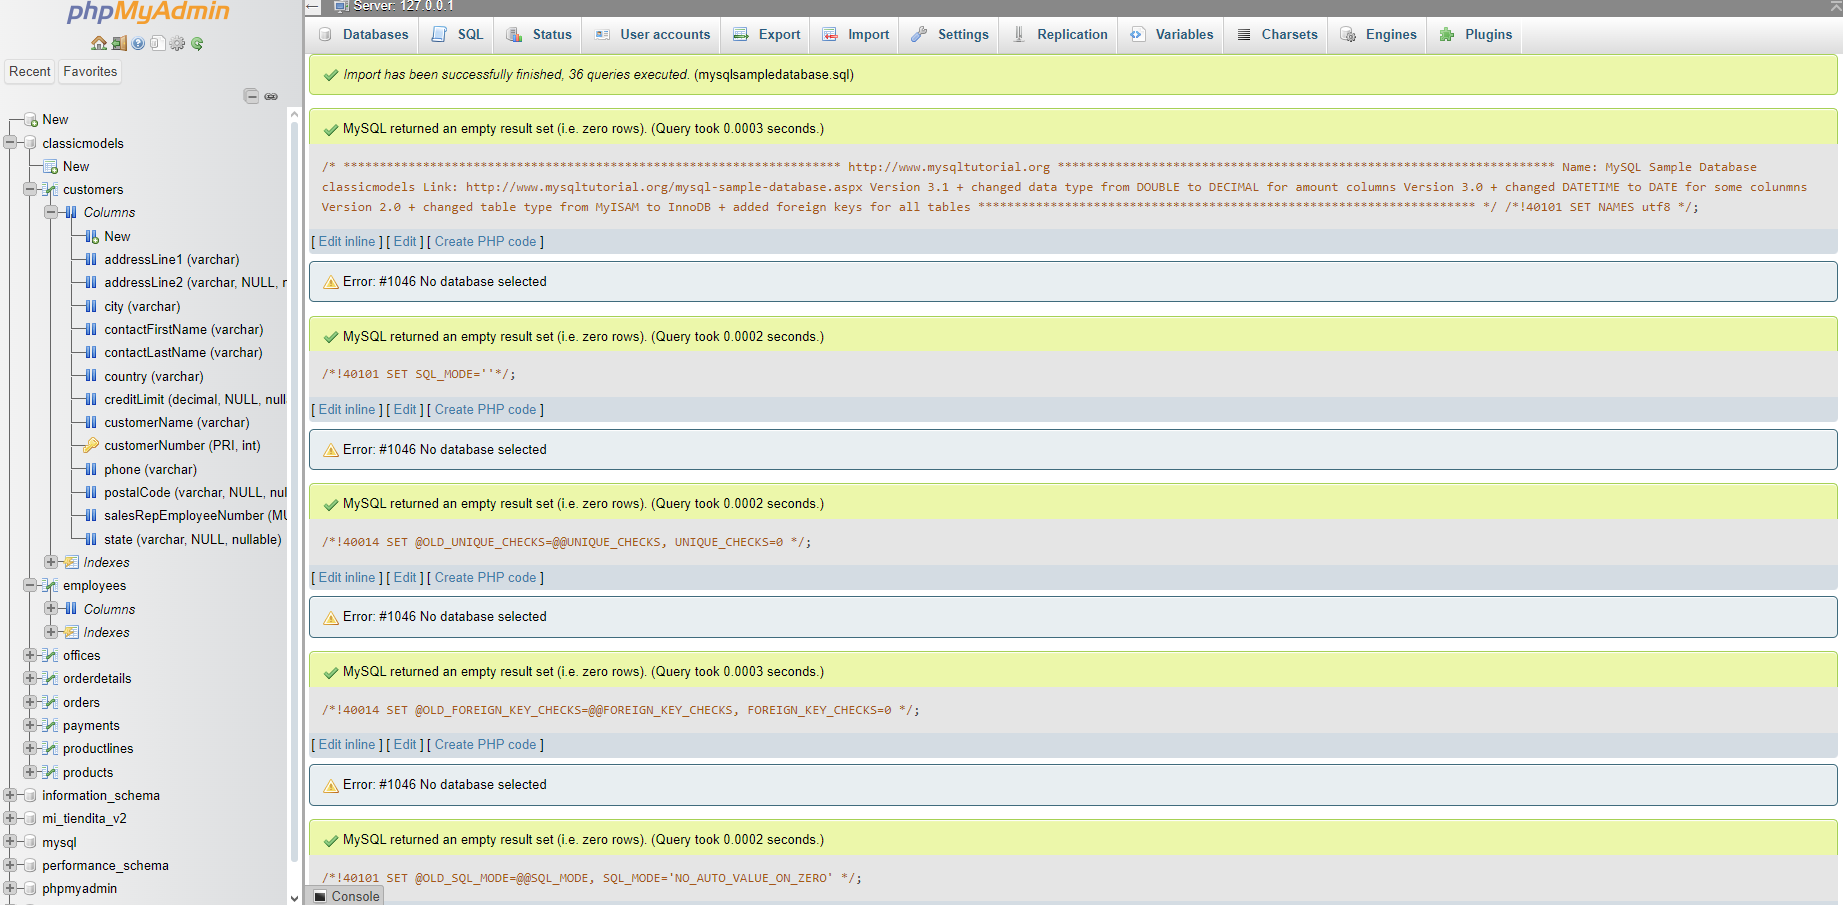 phpMyAdmin
Recent
Favorites
New
classicmodels
New
customers
Columns
New
addressLine1 (varchar)
addressLine2 (varchar, NULL, r
city (varchar)
contactFirstName (varchar)
contactLastName (varchar)
country (varchar)
creditLimit (decimal, NULL, null
customerName (varchar)
customerNumber (PRI, int)
phone (varchar)
postalCode (varchar, NULL, nul
salesRepEmployeeNumber (MU
state (varchar, NULL, nullable)
Indexes
employees
Columns
Indexes
offices
orderdetails
orders
payments
productlines
products
information_schema
mi_tiendita_v2
mysql
performance_schema
phpmyadmin
Server: 127.0.0.1
Databases SQL Status User accounts Export Import Settings Replication Variables Charsets Engines Plugins
Import has been successfully finished, 36 queries executed. (mysqlsampledatabase.sql)
MySQL returned an empty result set (i.e. zero rows). (Query took 0.0003 seconds.)
/* ********************************************************************* http://www.mysqltutorial.org ********************************************************************* Name: MySQL Sample Database
classicmodels Link: http://www.mysqltutorial.org/mysql-sample-database.aspx Version 3.1 + changed data type from DOUBLE to DECIMAL for amount columns Version 3.0 + changed DATETIME to DATE for some colunmns
Version 2.0 + changed table type from MyISAM to InnoDB + added foreign keys for all tables ********************************************************************* */ /*!40101 SET NAMES utf8 */;
[ Edit inline ] [ Edit ] [ Create PHP code ]
Error: #1046 No database selected
MySQL returned an empty result set (i.e. zero rows). (Query took 0.0002 seconds.)
/*!40101 SET SQL_MODE=''*/;
[ Edit inline ] [ Edit ] [ Create PHP code ]
Error: #1046 No database selected
MySQL returned an empty result set (i.e. zero rows). (Query took 0.0002 seconds.)
/*!40014 SET @OLD_UNIQUE_CHECKS=@@UNIQUE_CHECKS, UNIQUE_CHECKS=0 */;
[ Edit inline ] [ Edit ] [ Create PHP code ]
Error: #1046 No database selected
MySQL returned an empty result set (i.e. zero rows). (Query took 0.0003 seconds.)
/*!40014 SET @OLD_FOREIGN_KEY_CHECKS=@@FOREIGN_KEY_CHECKS, FOREIGN_KEY_CHECKS=0 */;
[ Edit inline ] [ Edit ] [ Create PHP code ]
Error: #1046 No database selected
MySQL returned an empty result set (i.e. zero rows). (Query took 0.0002 seconds.)
/*!40101 SET @OLD_SQL_MODE=@@SQL_MODE, SQL_MODE='NO_AUTO_VALUE_ON_ZERO' */;
Console